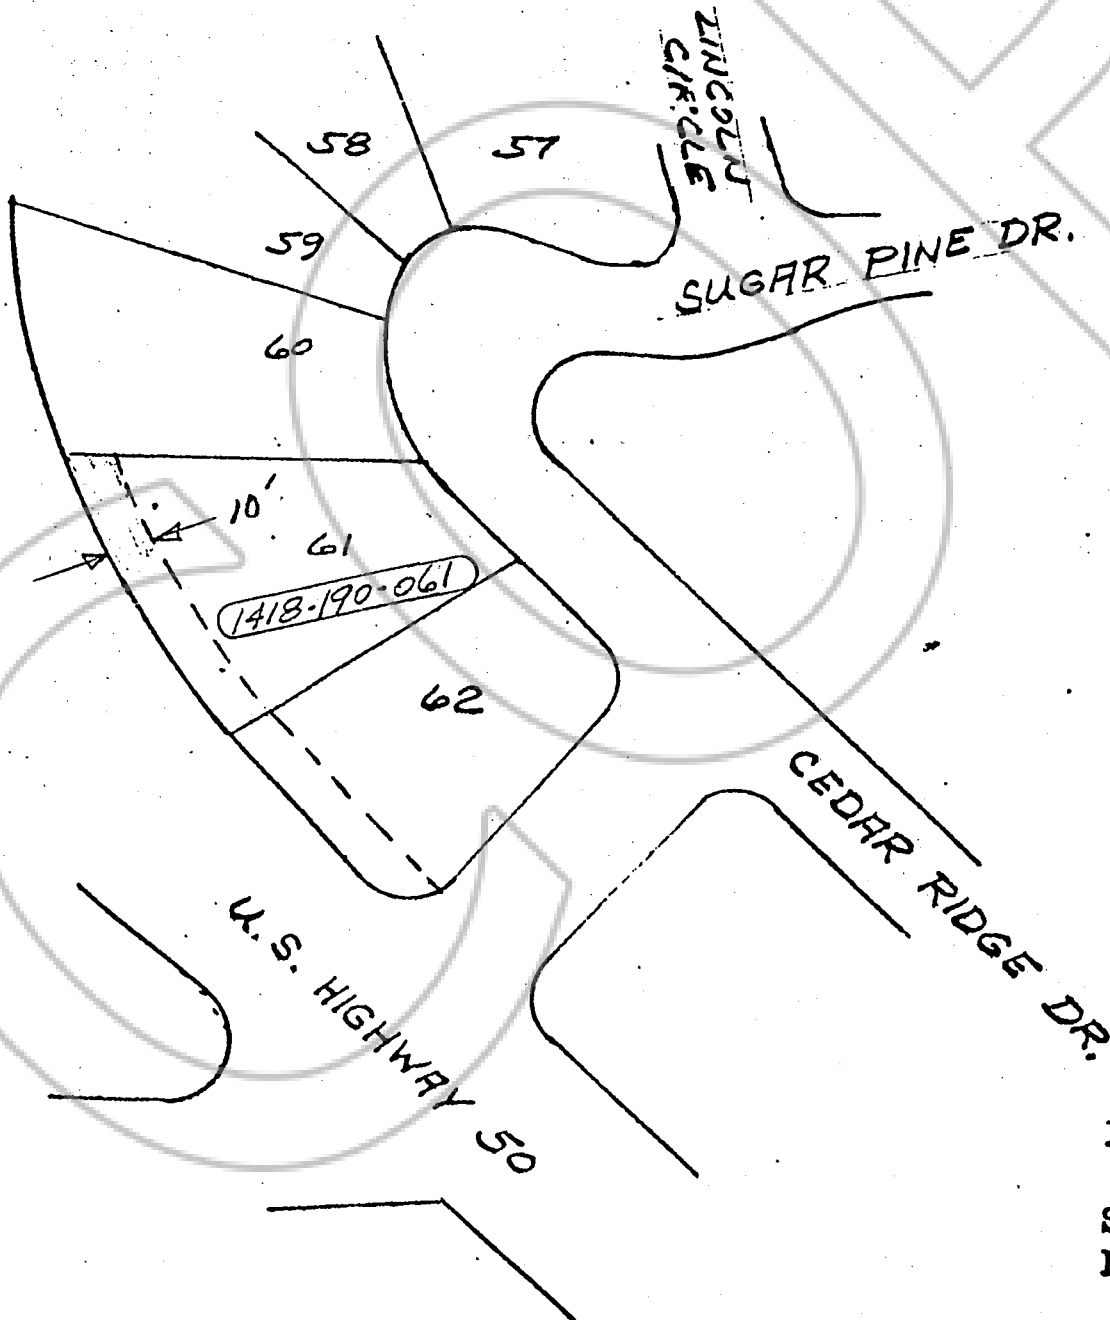 LINCOLN
CIRCLE
58
57
59
SUGAR PINE DR.
60
10'
61
1418-190-061
62
CEDAR RIDGE DR.
U.S. HIGHWAY 50